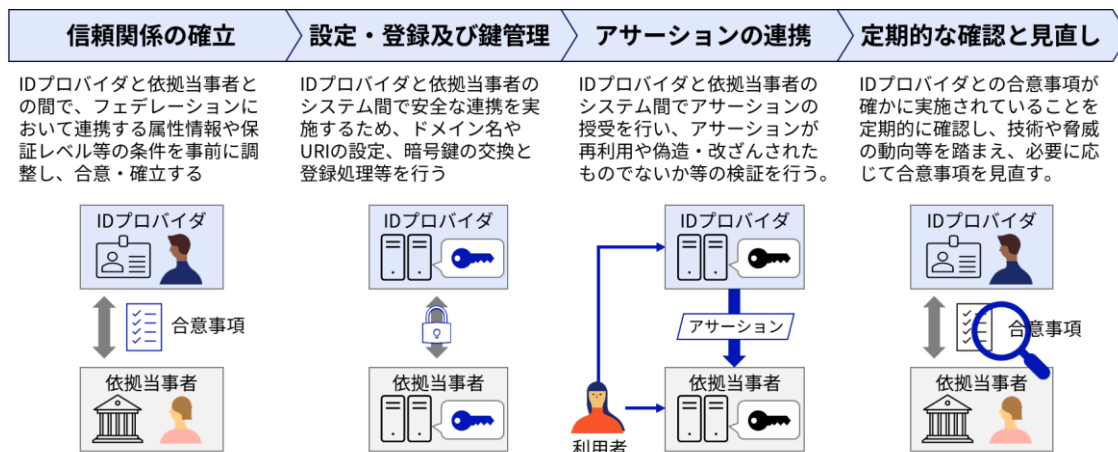 信頼関係の確立
設定・登録及び鍵管理
アサーションの連携
定期的な確認と見直し
IDプロバイダと依拠当事者と
の間で、フェデレーションに
おいて連携する属性情報や保
証レベル等の条件を事前に調
整し、合意・確立する
IDプロバイダと依拠当事者の
システム間で安全な連携を実
施するため、ドメイン名や
URIの設定、暗号鍵の交換と
登録処理等を行う
IDプロバイダと依拠当事者の
システム間でアサーションの
授受を行い、アサーションが
再利用や偽造・改ざんされた
ものでないか等の検証を行う。
IDプロバイダとの合意事項が
確かに実施されていることを
定期的に確認し、技術や脅威
の動向等を踏まえ、必要に応
じて合意事項を見直す。
IDプロバイダ
合意事項
依拠当事者
IDプロバイダ
依拠当事者
IDプロバイダ
アサーション
依拠当事者
利用者
IDプロバイダ
合意事項
依拠当事者